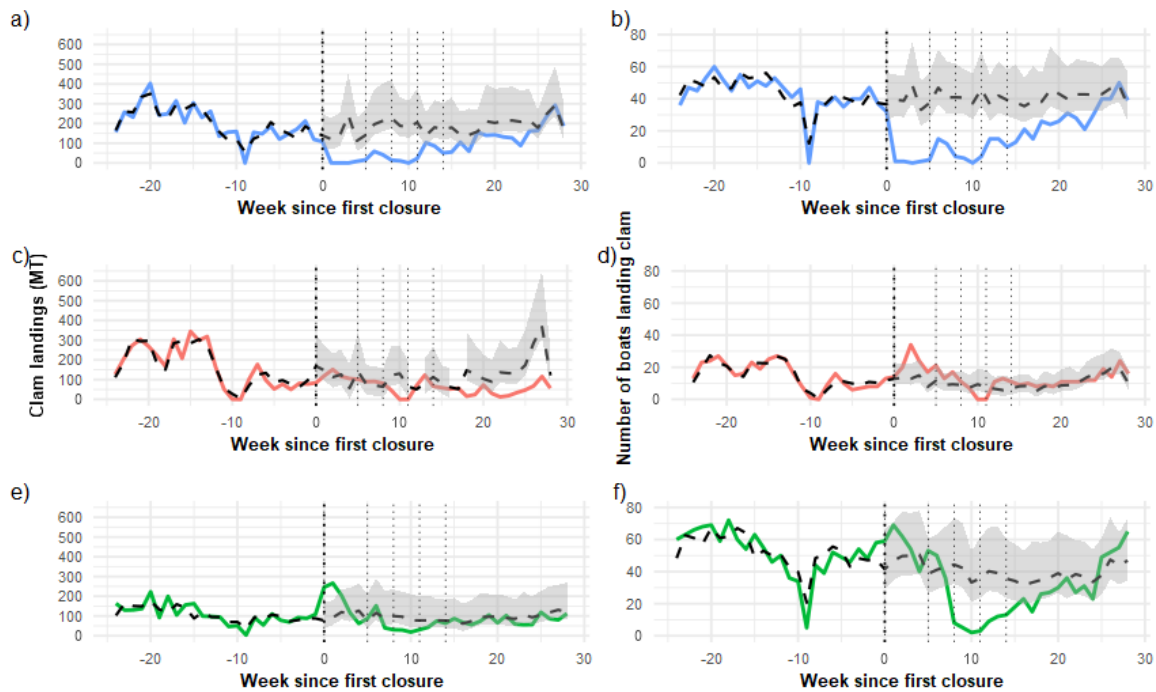 a)
b)
600
500
400
300
200
100
0
80
60
40
20
0
-20 -10 0 10 20 30
-20 -10 0 10 20 30
Week since first closure
Week since first closure
c)
d)
Clam landings (MT)
Number of boats landing clam
600
500
400
300
200
100
0
80
60
40
20
0
-20 -10 0 10 20 30
-20 -10 0 10 20 30
Week since first closure
Week since first closure
e)
f)
600
500
400
300
200
100
0
80
60
40
20
0
-20 -10 0 10 20 30
-20 -10 0 10 20 30
Week since first closure
Week since first closure